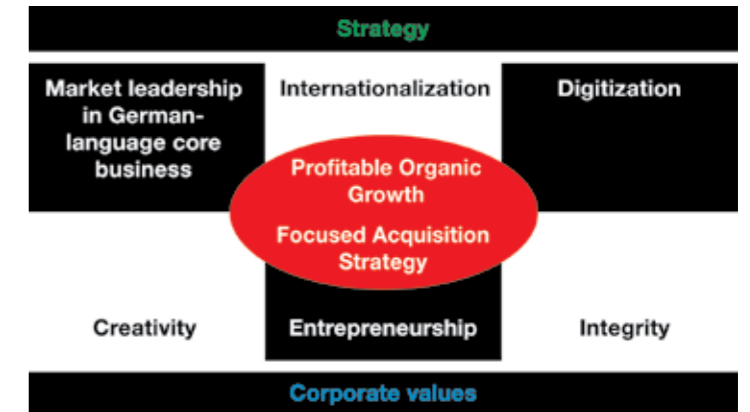 Strategy
Market leadership
in German-
language core
business
Internationalization
Digitization
Profitable Organic
Growth
Focused Acquisition
Strategy
Creativity
Entrepreneurship
Integrity
Corporate values